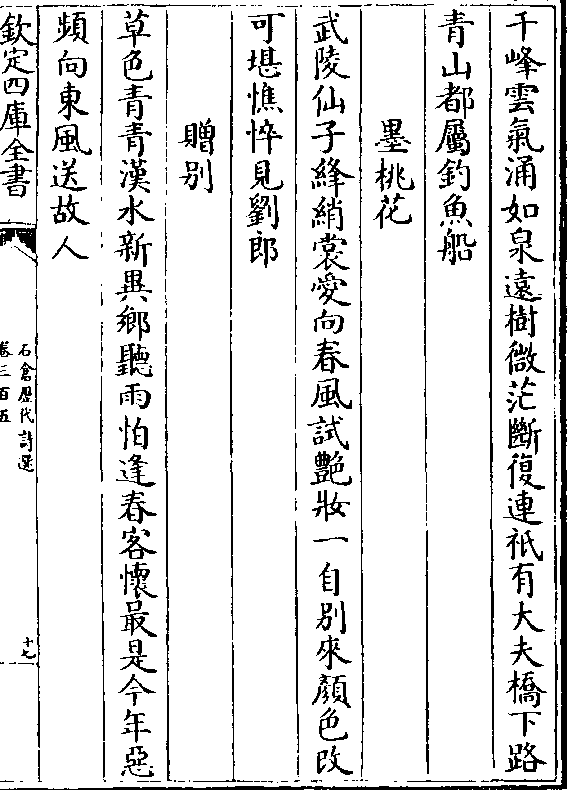 千峰雲氣涌如泉遠樹微茫斷復連祇有大夫橋下路
青山都屬釣魚船
墨桃花
武陵仙子絳綃裳愛向春風試艷妝一自別來顏色改
可堪憔悴見劉郎
贈別
草色青青漢水新異鄉聽雨怕逢春客懷最是今年惡
頻向東風送故人
欽定四庫全書
石倉歷代詩選
卷三百五
十七